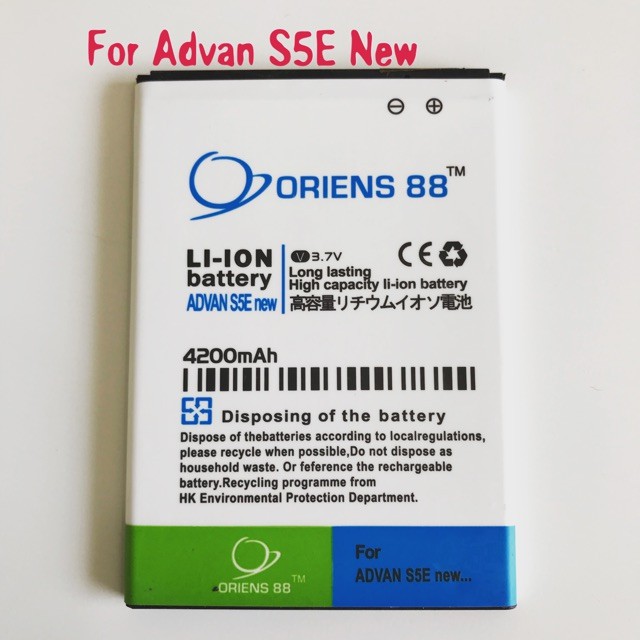 For Advan S5E New
⊖ ⊕
ORIENS 88™
LI-ION
battery
ADVAN S5E new
V 3.7V
CE
Long lasting
High capacity li-ion battery
高容量リチウムイオソ電池
4200mAh
Disposing of the battery
Dispose of thebatteries according to localregulations,
please recycle when possible,Do not dispose as
household waste. Or reference the rechargeable
battery.Recycling programme from
HK Environmental Protection Department.
ORIENS 88™
For
ADVAN S5E new...